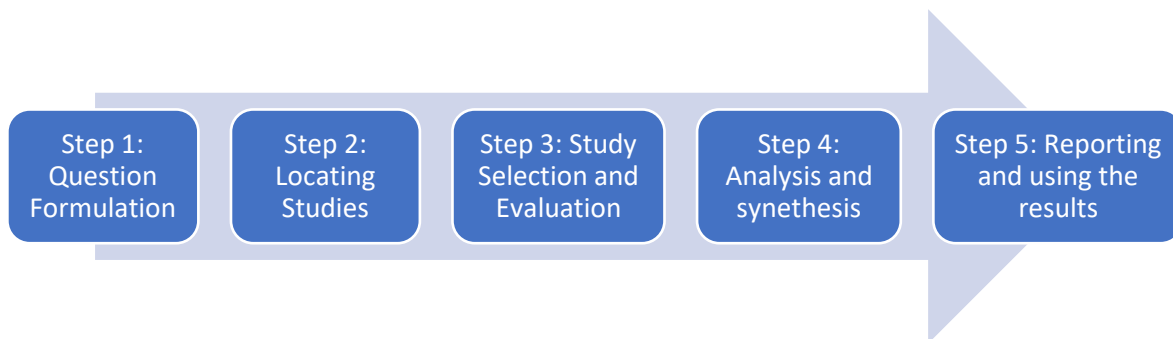 Step 1:
Question
Formulation
Step 2:
Locating
Studies
Step 3: Study
Selection and
Evaluation
Step 4:
Analysis and
synethesis
Step 5: Reporting
and using the
results